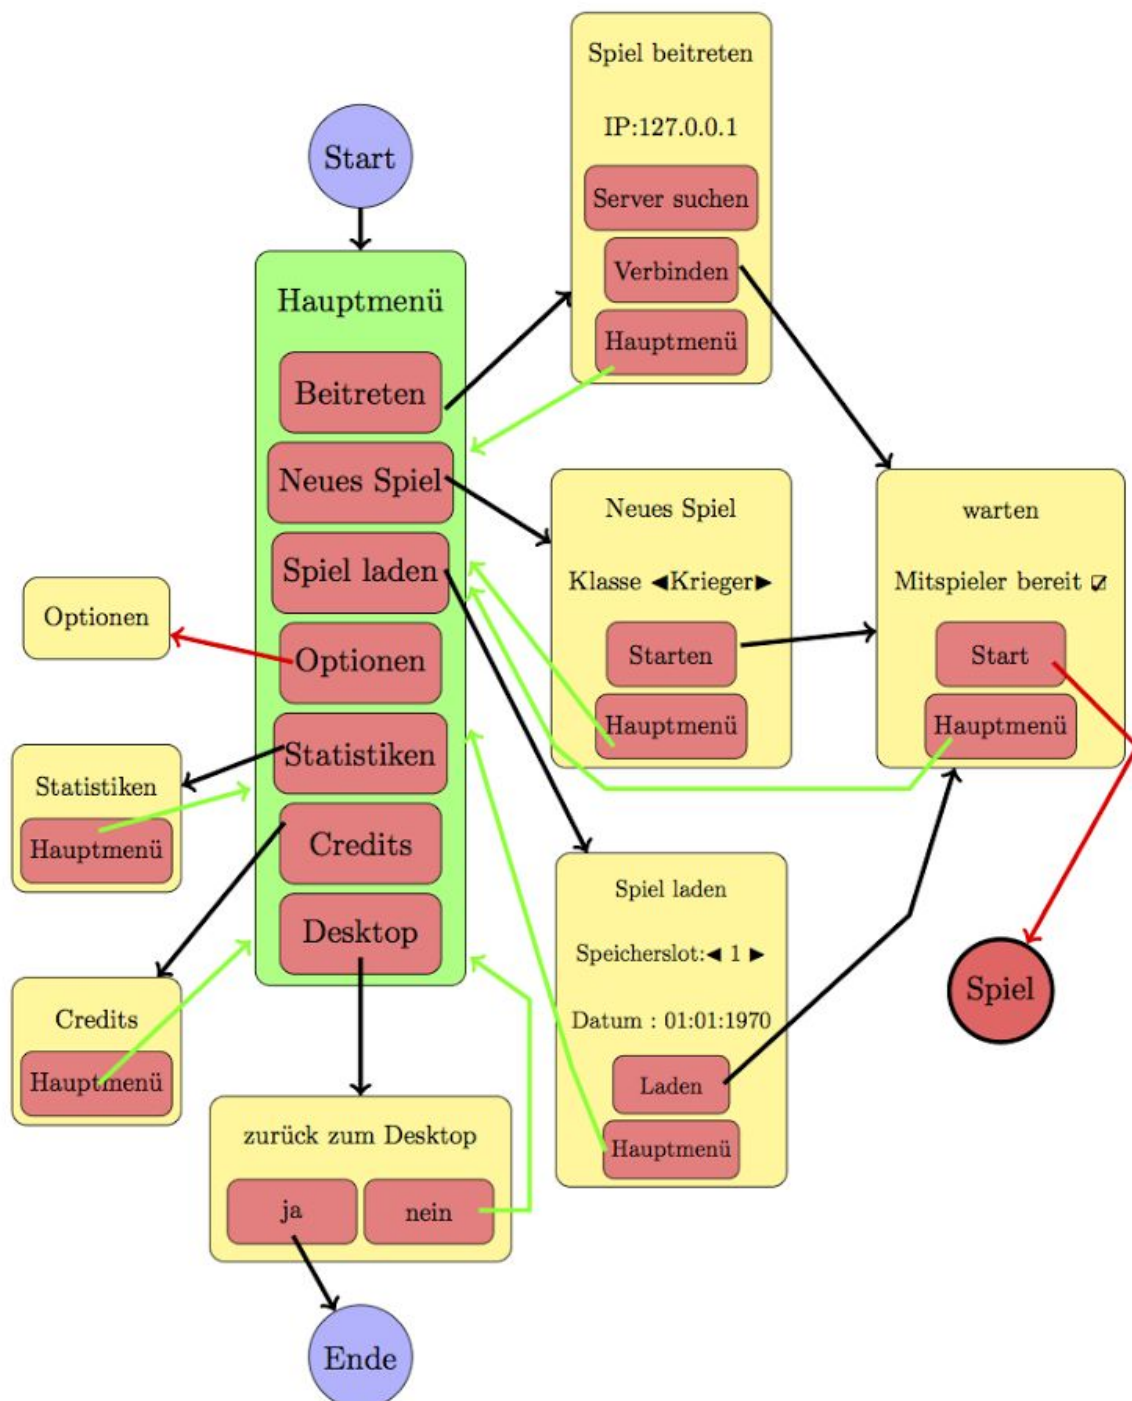 Start
Hauptmenü
Beitreten
Neues Spiel
Spiel laden
Optionen
Statistiken
Credits
Desktop
Spiel beitreten
IP:127.0.0.1
Server suchen
Verbinden
Hauptmenü
Neues Spiel
Klasse ◀Krieger▶
Starten
Hauptmenü
warten
Mitspieler bereit ☑
Start
Hauptmenü
Optionen
Statistiken
Hauptmenü
Credits
Hauptmenü
Spiel laden
Speicherslot:◀ 1 ▶
Datum : 01:01:1970
Laden
Hauptmenü
Spiel
zurück zum Desktop
ja
nein
Ende